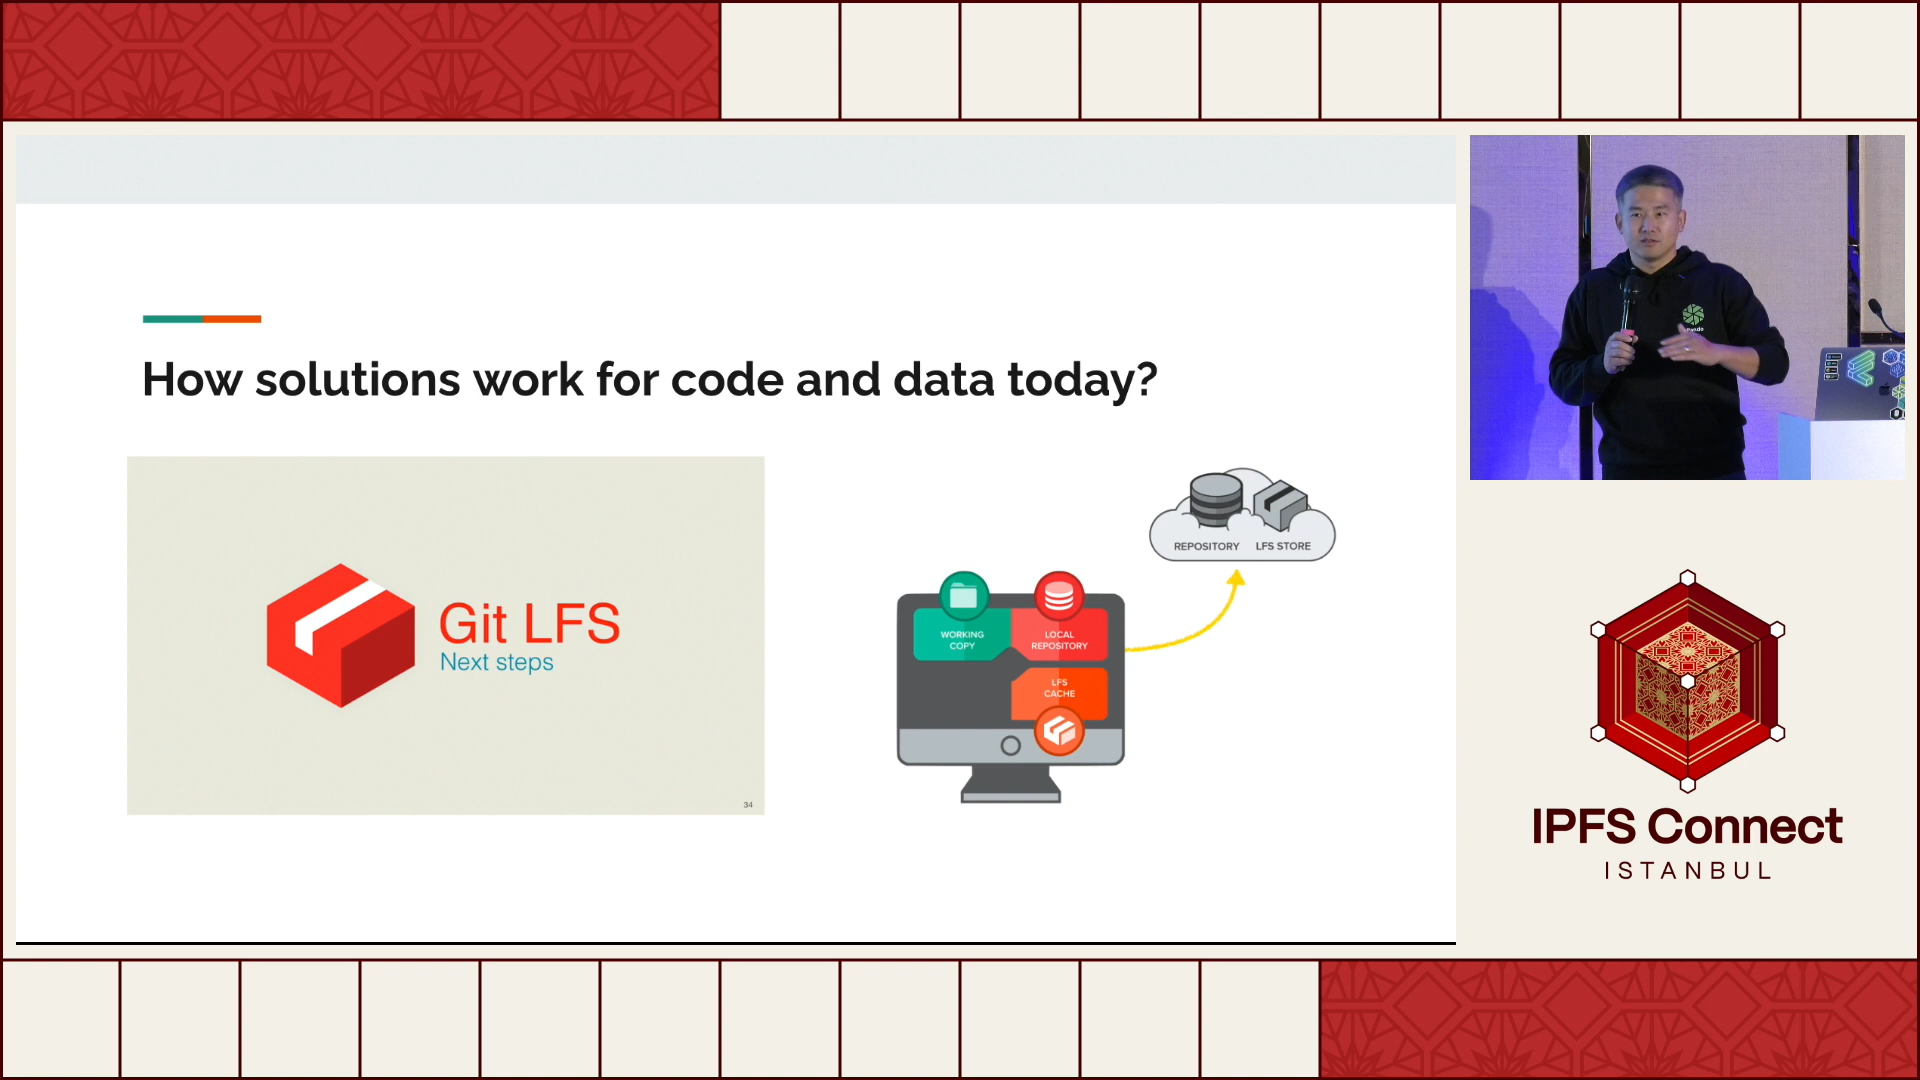 How solutions work for code and data today?
Git LFS
Next steps
34
REPOSITORY
LFS STORE
WORKING
COPY
LOCAL
REPOSITORY
LFS
CACHE
IPFS Connect
ISTANBUL